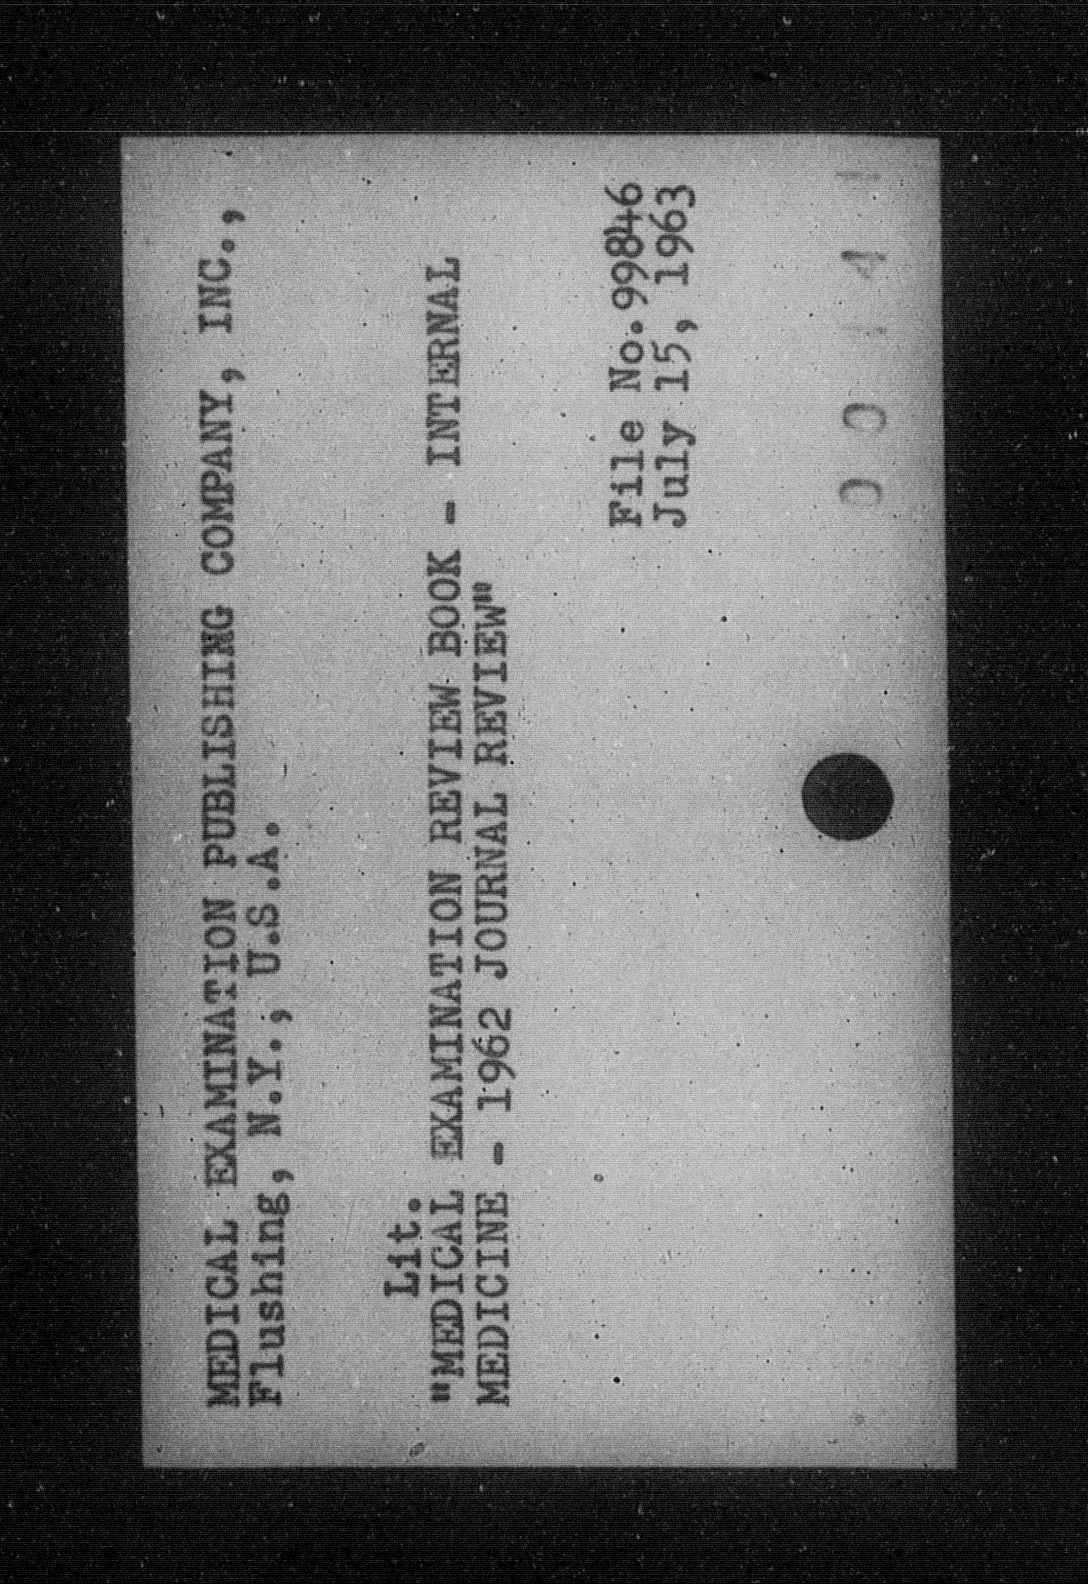 MEDICAL EXAMINATION PUBLISHING COMPANY, INC.,
Flushing, N.Y., U.S.A.
Lit.
"MEDICAL EXAMINATION REVIEW BOOK - INTERNAL
MEDICINE - 1962 JOURNAL REVIEW"
File No.99846
July 15, 1963